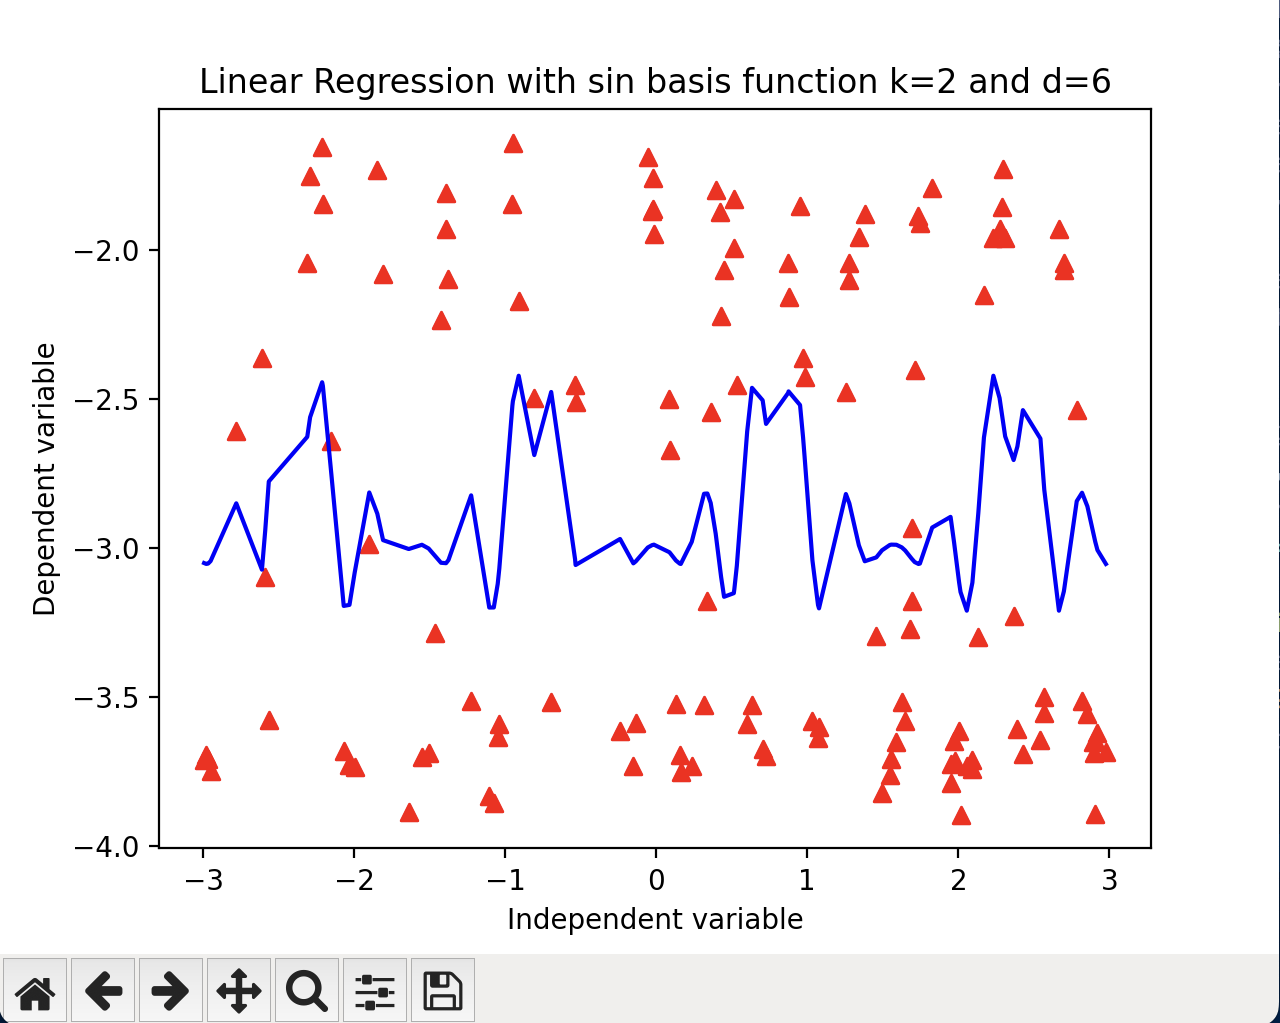 Linear Regression with sin basis function k=2 and d=6
−2.0
−2.5
−3.0
−3.5
−4.0
Dependent variable
−3 −2 −1 0 1 2 3
Independent variable